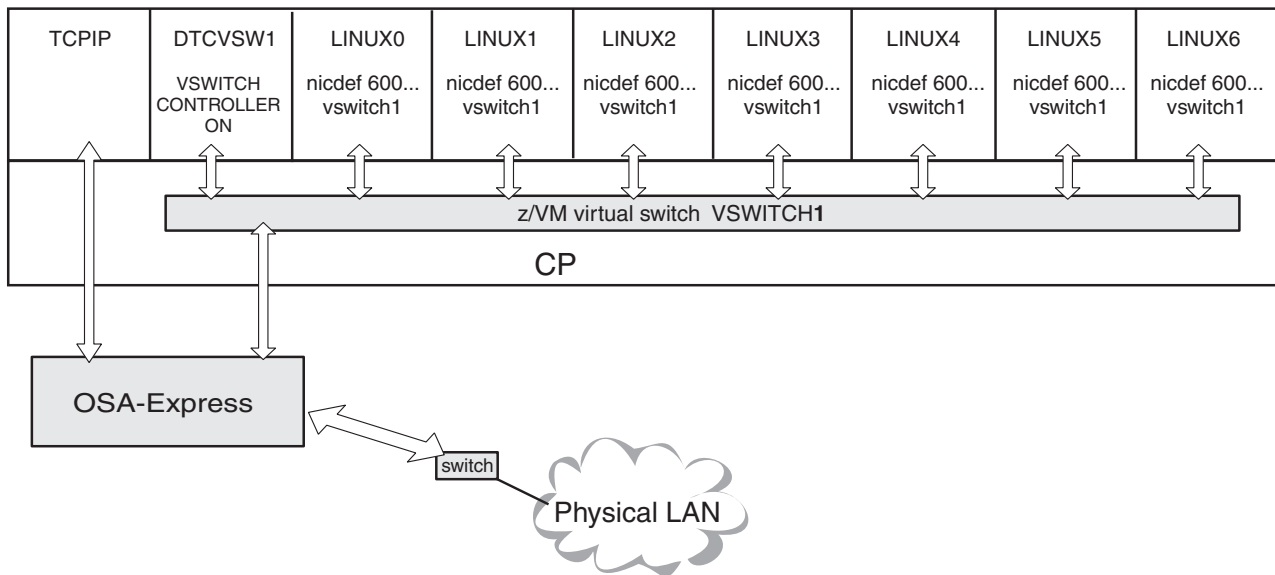 TCPIP
DTCVSW1
VSWITCH
CONTROLLER
ON
LINUX0
nicdef 600...
vswitch1
LINUX1
nicdef 600...
vswitch1
LINUX2
nicdef 600...
vswitch1
LINUX3
nicdef 600...
vswitch1
LINUX4
nicdef 600...
vswitch1
LINUX5
nicdef 600...
vswitch1
LINUX6
nicdef 600...
vswitch1
z/VM virtual switch VSWITCH1
CP
OSA-Express
switch
Physical LAN